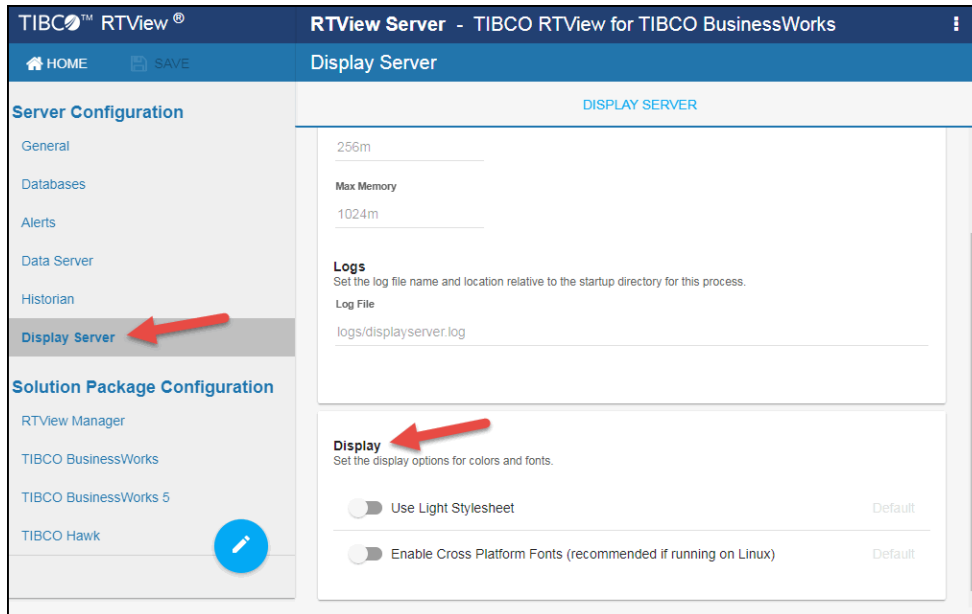 TIBCO™ RTView ®
RTView Server - TIBCO RTView for TIBCO BusinessWorks
HOME
SAVE
Display Server
Server Configuration
General
Databases
Alerts
Data Server
Historian
Display Server
Solution Package Configuration
RTView Manager
TIBCO BusinessWorks
TIBCO BusinessWorks 5
TIBCO Hawk
DISPLAY SERVER
256m
Max Memory
1024m
Logs
Set the log file name and location relative to the startup directory for this process.
Log File
logs/displayserver.log
Display
Set the display options for colors and fonts.
Use Light Stylesheet Default
Enable Cross Platform Fonts (recommended if running on Linux) Default